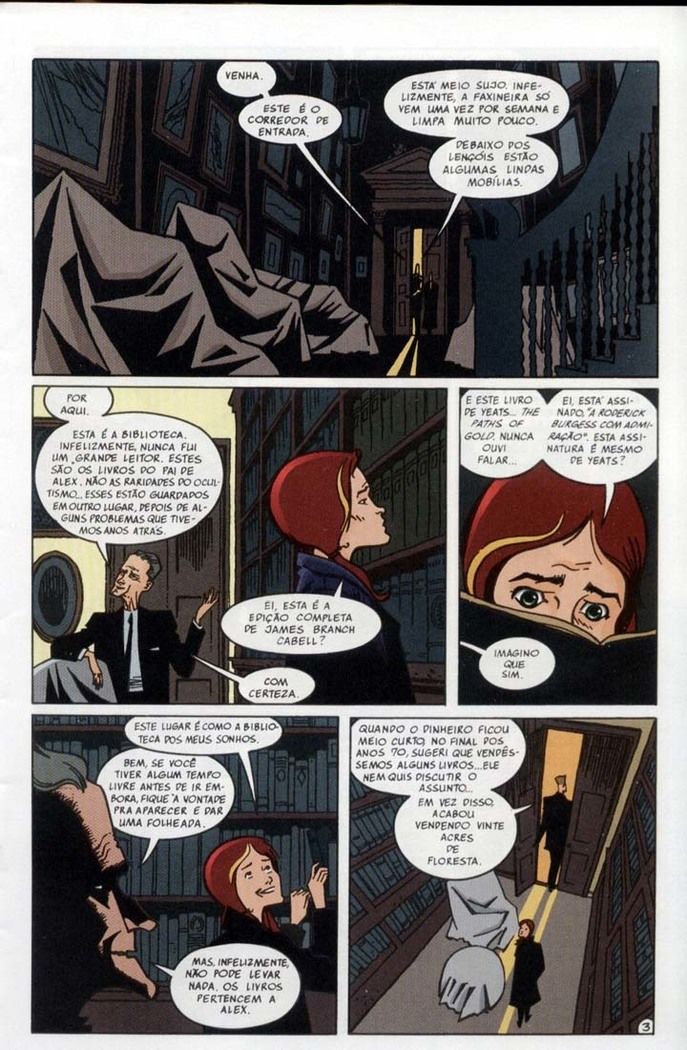 VENHA.
ESTE É O
CORREDOR DE
ENTRADA.
ESTÁ MEIO SUJO. INFE-
LIZMENTE, A FAXINEIRA SÓ
VEM UMA VEZ POR SEMANA E
LIMPA MUITO POUCO.
DEBAIXO DOS
LENÇÓIS ESTÃO
ALGUMAS LINDAS
MOBÍLIAS.
POR
AQUI.
ESTA É A BIBLIOTECA.
INFELIZMENTE, NUNCA FUI
UM GRANDE LEITOR. ESTES
SÃO OS LIVROS DO PAI DE
ALEX. NÃO AS RARIDADES DO OCUL-
TISMO... ESSES ESTÃO GUARDADOS
EM OUTRO LUGAR, DEPOIS DE AL-
GUNS PROBLEMAS QUE TIVE-
MOS ANOS ATRÁS.
EI, ESTA É A
EDIÇÃO COMPLETA
DE JAMES BRANCH
CABELL?
COM
CERTEZA.
E ESTE LIVRO
DE YEATS... THE
PATHS OF
GOLD. NUNCA
OUVI
FALAR...
EI, ESTÁ ASSI-
NADO, "A RODERICK
BURGESS COM ADMI-
RAÇÃO". ESTA ASSI-
NATURA É MESMO
DE YEATS?
IMAGINO
QUE
SIM.
ESTE LUGAR É COMO A BIBLIO-
TECA DOS MEUS SONHOS.
BEM, SE VOCÊ
TIVER ALGUM TEMPO
LIVRE ANTES DE IR EM-
BORA, FIQUE À VONTADE
PRA APARECER E DAR
UMA FOLHEADA.
MAS, INFELIZMENTE,
NÃO PODE LEVAR
NADA. OS LIVROS
PERTENCEM A
ALEX.
QUANDO O DINHEIRO FICOU
MEIO CURTO, NO FINAL DOS
ANOS 70, SUGERI QUE VENDÊS-
SEMOS ALGUNS LIVROS... ELE
NEM QUIS DISCUTIR O
ASSUNTO...
EM VEZ DISSO,
ACABOU
VENDENDO VINTE
ACRES
DE
FLORESTA.
3